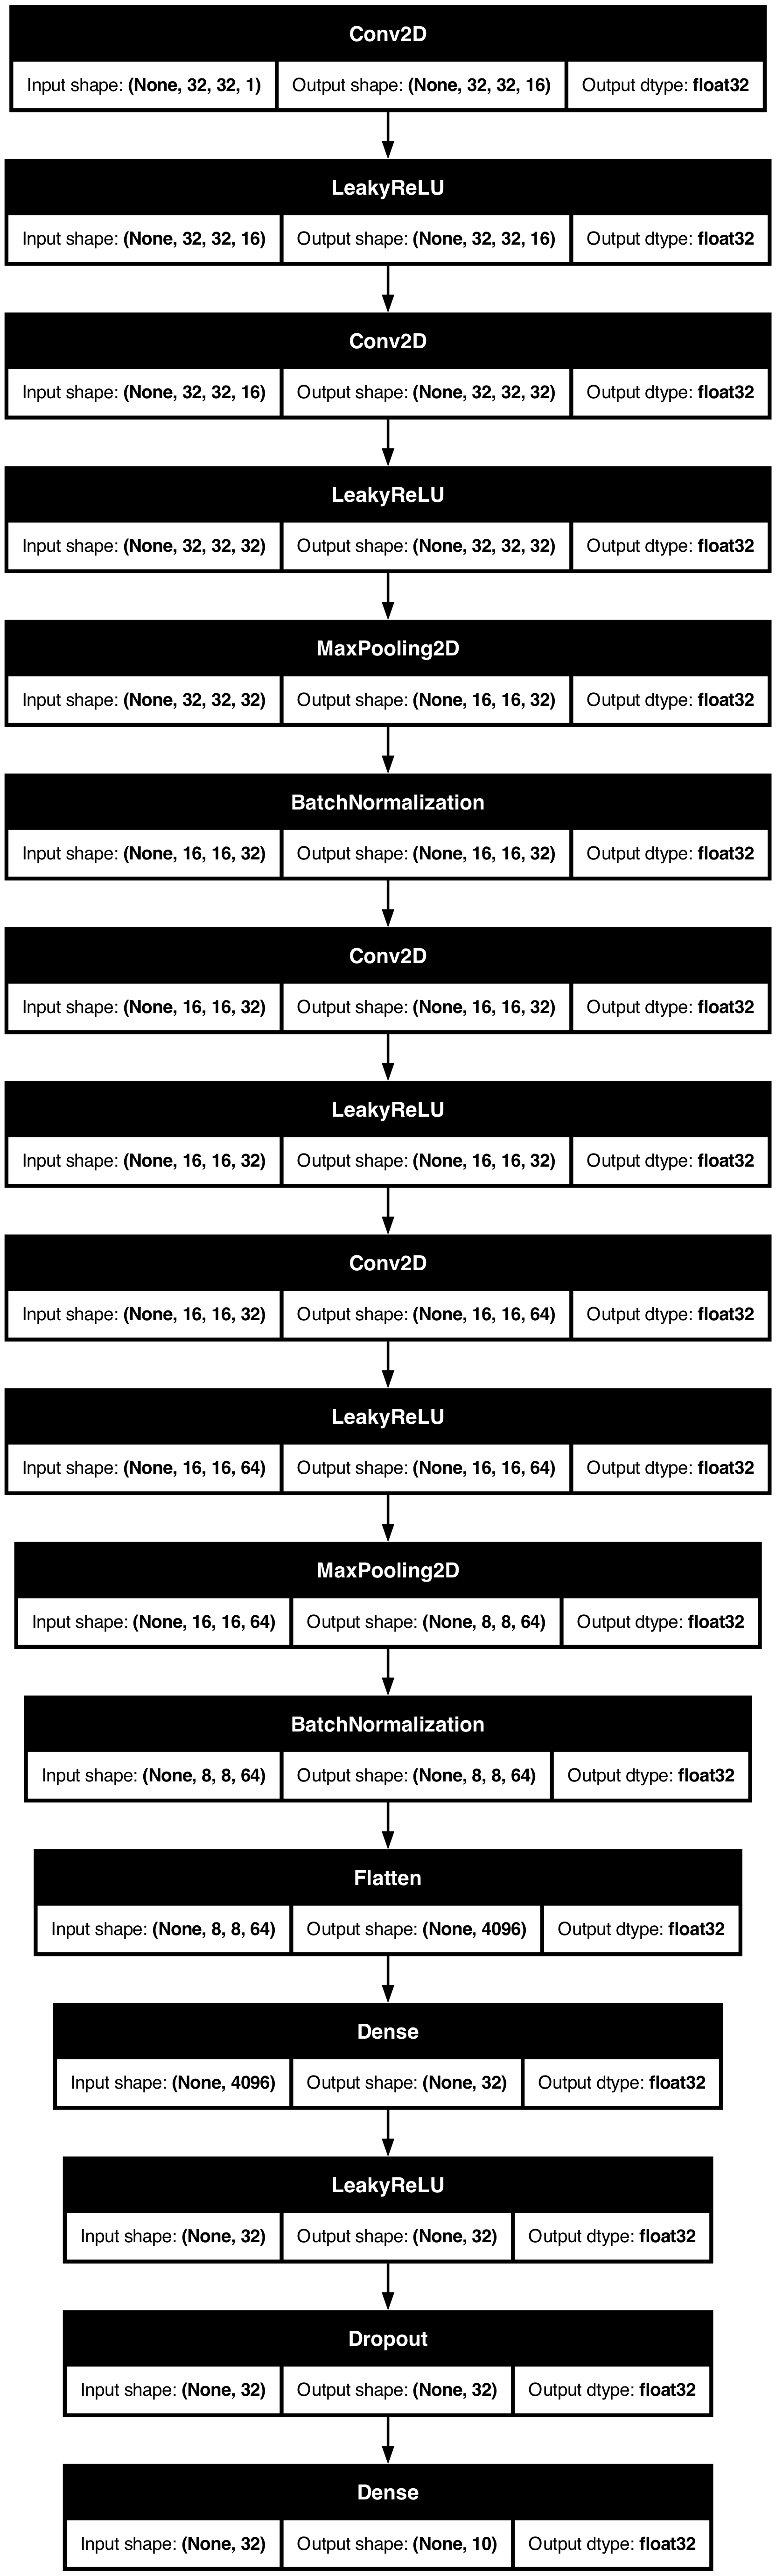 Conv2D
Input shape: (None, 32, 32, 1) Output shape: (None, 32, 32, 16) Output dtype: float32
LeakyReLU
Input shape: (None, 32, 32, 16) Output shape: (None, 32, 32, 16) Output dtype: float32
Conv2D
Input shape: (None, 32, 32, 16) Output shape: (None, 32, 32, 32) Output dtype: float32
LeakyReLU
Input shape: (None, 32, 32, 32) Output shape: (None, 32, 32, 32) Output dtype: float32
MaxPooling2D
Input shape: (None, 32, 32, 32) Output shape: (None, 16, 16, 32) Output dtype: float32
BatchNormalization
Input shape: (None, 16, 16, 32) Output shape: (None, 16, 16, 32) Output dtype: float32
Conv2D
Input shape: (None, 16, 16, 32) Output shape: (None, 16, 16, 32) Output dtype: float32
LeakyReLU
Input shape: (None, 16, 16, 32) Output shape: (None, 16, 16, 32) Output dtype: float32
Conv2D
Input shape: (None, 16, 16, 32) Output shape: (None, 16, 16, 64) Output dtype: float32
LeakyReLU
Input shape: (None, 16, 16, 64) Output shape: (None, 16, 16, 64) Output dtype: float32
MaxPooling2D
Input shape: (None, 16, 16, 64) Output shape: (None, 8, 8, 64) Output dtype: float32
BatchNormalization
Input shape: (None, 8, 8, 64) Output shape: (None, 8, 8, 64) Output dtype: float32
Flatten
Input shape: (None, 8, 8, 64) Output shape: (None, 4096) Output dtype: float32
Dense
Input shape: (None, 4096) Output shape: (None, 32) Output dtype: float32
LeakyReLU
Input shape: (None, 32) Output shape: (None, 32) Output dtype: float32
Dropout
Input shape: (None, 32) Output shape: (None, 32) Output dtype: float32
Dense
Input shape: (None, 32) Output shape: (None, 10) Output dtype: float32